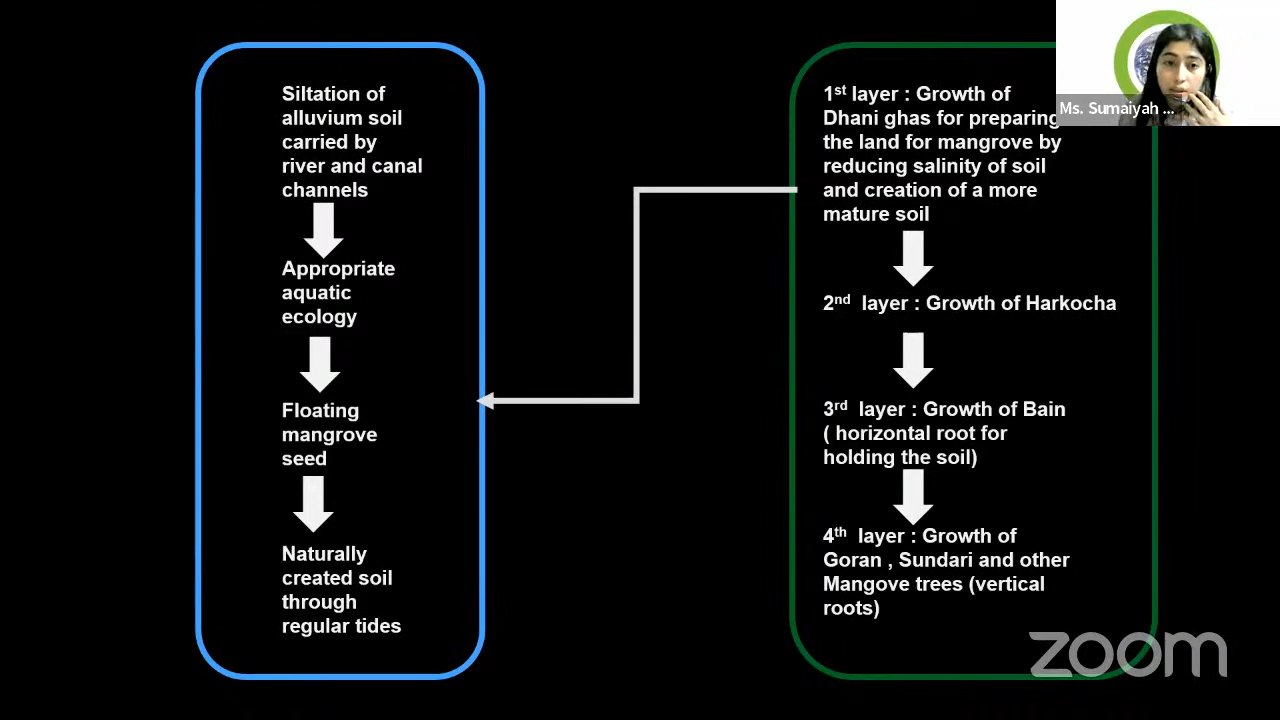 Siltation of
alluvium soil
carried by
river and canal
channels
Appropriate
aquatic
ecology
Floating
mangrove
seed
Naturally
created soil
through
regular tides
1st layer : Growth of
Dhani ghas for preparing
the land for mangrove by
reducing salinity of soil
and creation of a more
mature soil
2nd layer : Growth of Harkocha
3rd layer : Growth of Bain
( horizontal root for
holding the soil)
4th layer : Growth of
Goran , Sundari and other
Mangove trees (vertical
roots)
Ms. Sumaiyah ...
zoom